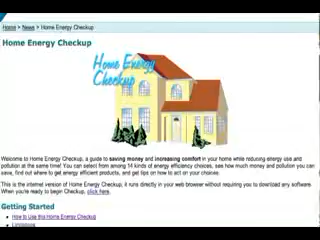 Home > News > Home Energy Checkup
Home Energy Checkup
Home Energy
Checkup
Welcome to Home Energy Checkup, a guide to saving money and increasing comfort in your home while reducing energy use and
pollution at the same time! You can select from among 14 kinds of energy efficiency choices, see how much money and pollution you can
save, find out where to get energy efficient products, and get tips on how to act on your choices.
This is the internet version of Home Energy Checkup; it runs directly in your web browser without requiring you to download any software.
When you're ready to begin Checkup, click here.
Getting Started
How to Use this Home Energy Checkup